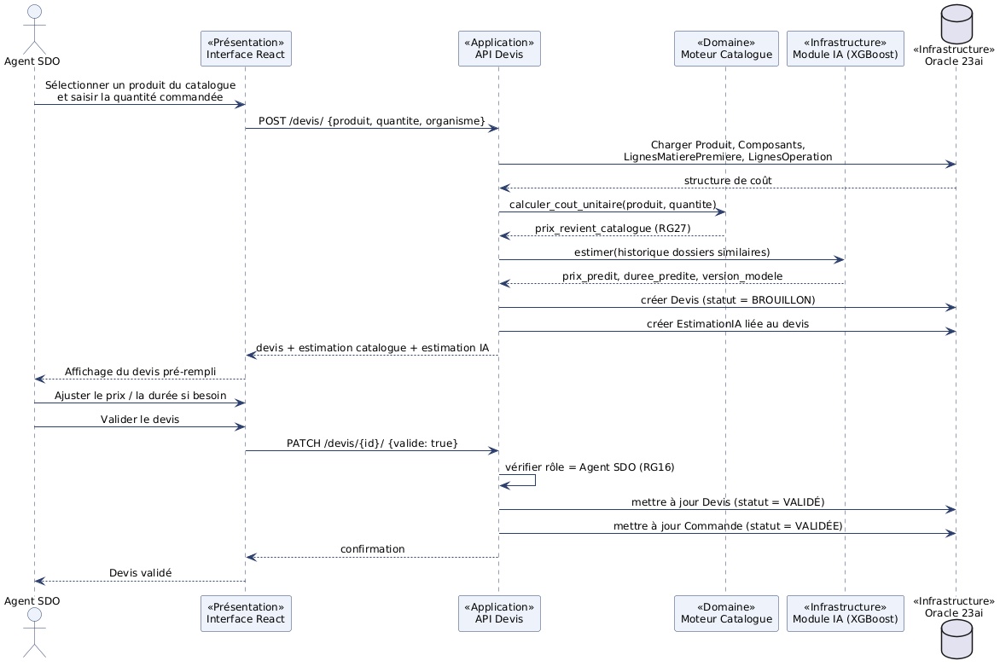 Agent SDO
«Présentation»
Interface React
«Application»
API Devis
«Domaine»
Moteur Catalogue
«Infrastructure»
Module IA (XGBoost)
«Infrastructure»
Oracle 23ai
Sélectionner un produit du catalogue
et saisir la quantité commandée
POST /devis/ {produit, quantite, organisme}
Charger Produit, Composants,
LignesMatierePremiere, LignesOperation
structure de coût
calculer_cout_unitaire(produit, quantite)
prix_revient_catalogue (RG27)
estimer(historique dossiers similaires)
prix_predit, duree_predite, version_modele
créer Devis (statut = BROUILLON)
créer EstimationIA liée au devis
devis + estimation catalogue + estimation IA
Affichage du devis pré-rempli
Ajuster le prix / la durée si besoin
Valider le devis
PATCH /devis/{id}/ {valide: true}
vérifier rôle = Agent SDO (RG16)
mettre à jour Devis (statut = VALIDÉ)
mettre à jour Commande (statut = VALIDÉE)
confirmation
Devis validé
Agent SDO
«Présentation»
Interface React
«Application»
API Devis
«Domaine»
Moteur Catalogue
«Infrastructure»
Module IA (XGBoost)
«Infrastructure»
Oracle 23ai